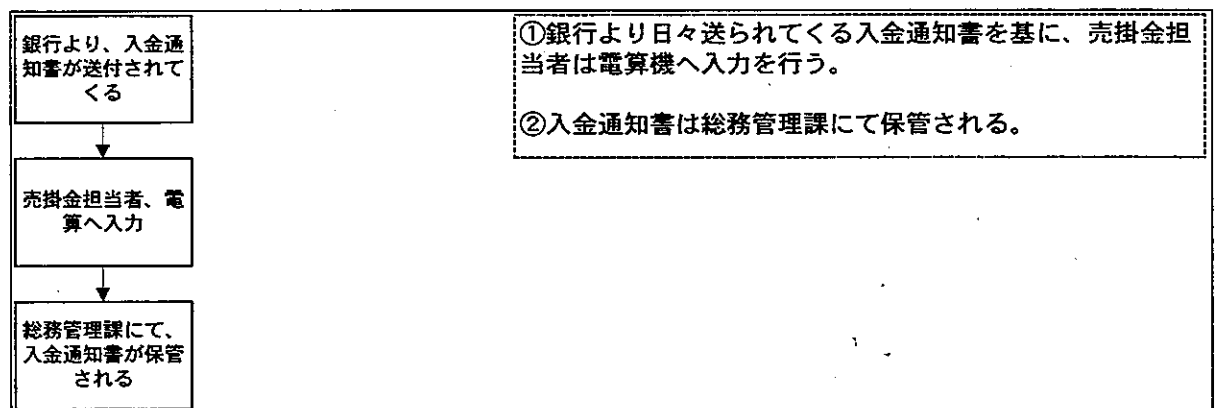 銀行より、入金通
知書が送付されて
くる
①銀行より日々送られてくる入金通知書を基に、売掛金担
当者は電算機へ入力を行う。
②入金通知書は総務管理課にて保管される。
売掛金担当者、電
算へ入力
総務管理課にて、
入金通知書が保管
される